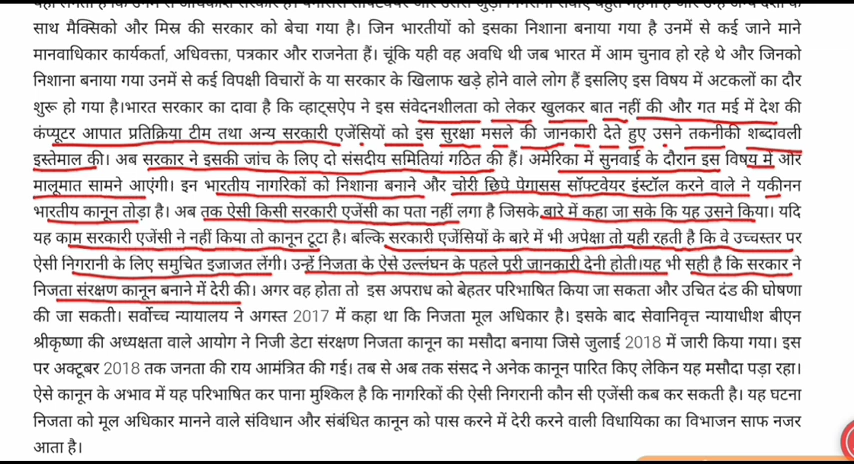 साथ मैक्सिको और मिस्र की सरकार को बेचा गया है। जिन भारतीयों को इसका निशाना बनाया गया है उनमें से कई जाने माने
मानवाधिकार कार्यकर्ता, अधिवक्ता, पत्रकार और राजनेता हैं। चूंकि यही वह अवधि थी जब भारत में आम चुनाव हो रहे थे और जिनको
निशाना बनाया गया उनमें से कई विपक्षी विचारों के या सरकार के खिलाफ खड़े होने वाले लोग हैं इसलिए इस विषय में अटकलों का दौर
शुरू हो गया है।भारत सरकार का दावा है कि व्हाट्सऐप ने इस संवेदनशीलता को लेकर खुलकर बात नहीं की और गत मई में देश की
कंप्यूटर आपात प्रतिक्रिया टीम तथा अन्य सरकारी एजेंसियों को इस सुरक्षा मसले की जानकारी देते हुए उसने तकनीकी शब्दावली
इस्तेमाल की। अब सरकार ने इसकी जांच के लिए दो संसदीय समितियां गठित की हैं। अमेरिका में सुनवाई के दौरान इस विषय में और
मालूमात सामने आएंगी। इन भारतीय नागरिकों को निशाना बनाने और चोरी छिपे पेगासस सॉफ्टवेयर इंस्टॉल करने वाले ने यकीनन
भारतीय कानून तोड़ा है। अब तक ऐसी किसी सरकारी एजेंसी का पता नहीं लगा है जिसके बारे में कहा जा सके कि यह उसने किया। यदि
यह काम सरकारी एजेंसी ने नहीं किया तो कानून टूटा है। बल्कि सरकारी एजेंसियों के बारे में भी अपेक्षा तो यही रहती है कि वे उच्चस्तर पर
ऐसी निगरानी के लिए समुचित इजाजत लेंगी। उन्हें निजता के ऐसे उल्लंघन के पहले पूरी जानकारी देनी होती।यह भी सही है कि सरकार ने
निजता संरक्षण कानून बनाने में देरी की। अगर वह होता तो इस अपराध को बेहतर परिभाषित किया जा सकता और उचित दंड की घोषणा
की जा सकती। सर्वोच्च न्यायालय ने अगस्त 2017 में कहा था कि निजता मूल अधिकार है। इसके बाद सेवानिवृत्त न्यायाधीश बीएन
श्रीकृष्णा की अध्यक्षता वाले आयोग ने निजी डेटा संरक्षण निजता कानून का मसौदा बनाया जिसे जुलाई 2018 में जारी किया गया। इस
पर अक्टूबर 2018 तक जनता की राय आमंत्रित की गई। तब से अब तक संसद ने अनेक कानून पारित किए लेकिन यह मसौदा पड़ा रहा।
ऐसे कानून के अभाव में यह परिभाषित कर पाना मुश्किल है कि नागरिकों की ऐसी निगरानी कौन सी एजेंसी कब कर सकती है। यह घटना
निजता को मूल अधिकार मानने वाले संविधान और संबंधित कानून को पास करने में देरी करने वाली विधायिका का विभाजन साफ नजर
आता है।